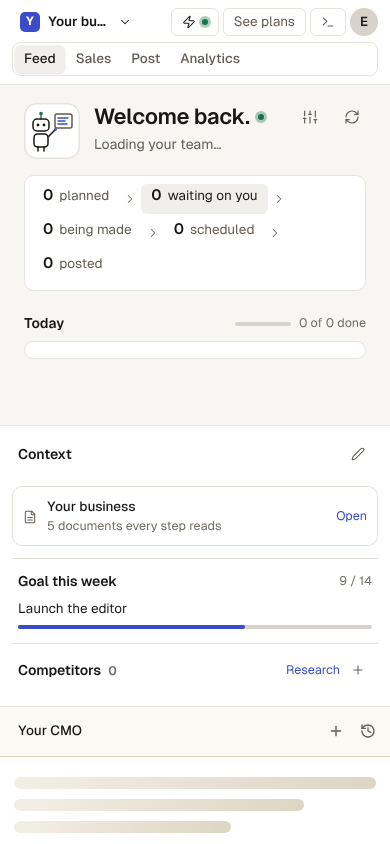 Y Your bu... See plans E
Feed Sales Post Analytics
Welcome back.
Loading your team...
0 planned 0 waiting on you
0 being made 0 scheduled
0 posted
Today 0 of 0 done
Context
Your business
5 documents every step reads
Open
Goal this week 9 / 14
Launch the editor
Competitors 0 Research
Your CMO